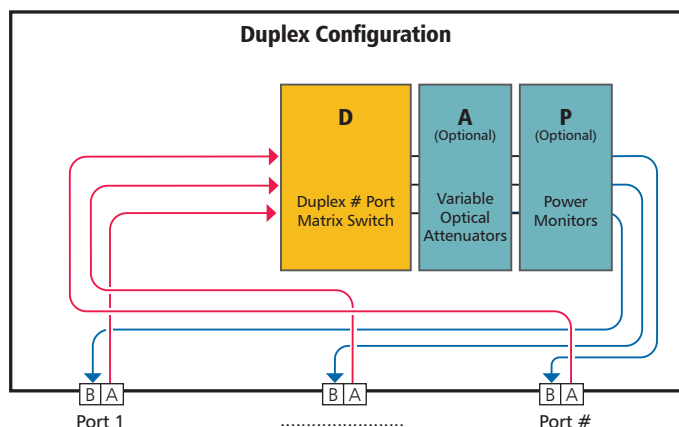 Duplex Configuration
D
Duplex # Port
Matrix Switch
A
(Optional)
Variable
Optical
Attenuators
P
(Optional)
Power
Monitors
B A
B A
B A
Port 1
........................
Port #